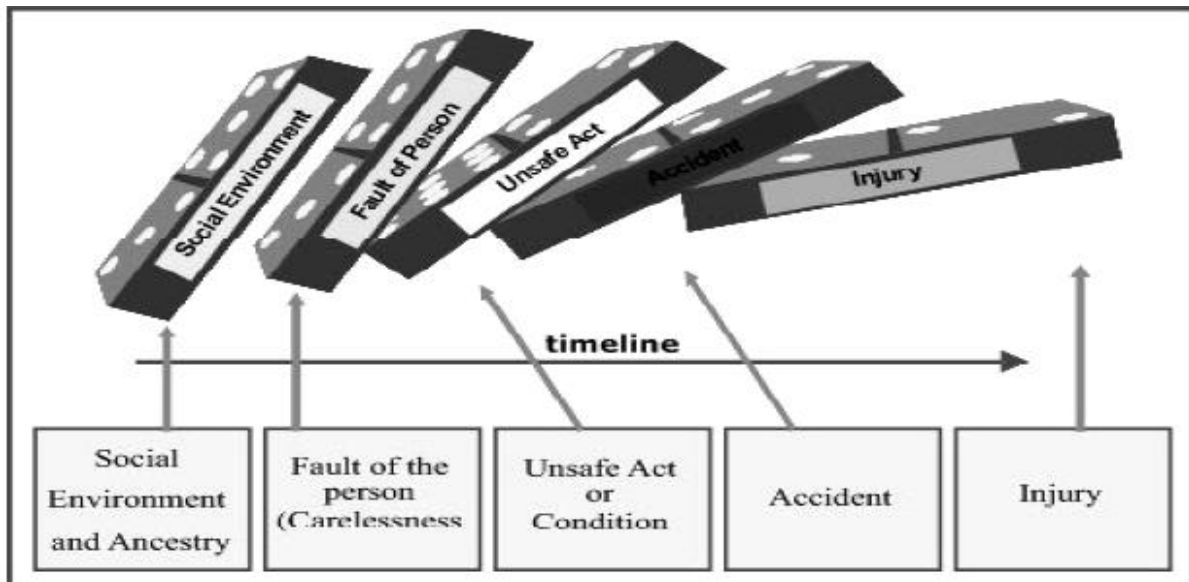 Social Environment
Fault of Person
Unsafe Act
Accident
Injury
timeline
Social
Environment
and Ancestry
Fault of the
person
(Carelessness
Unsafe Act
or
Condition
Accident
Injury